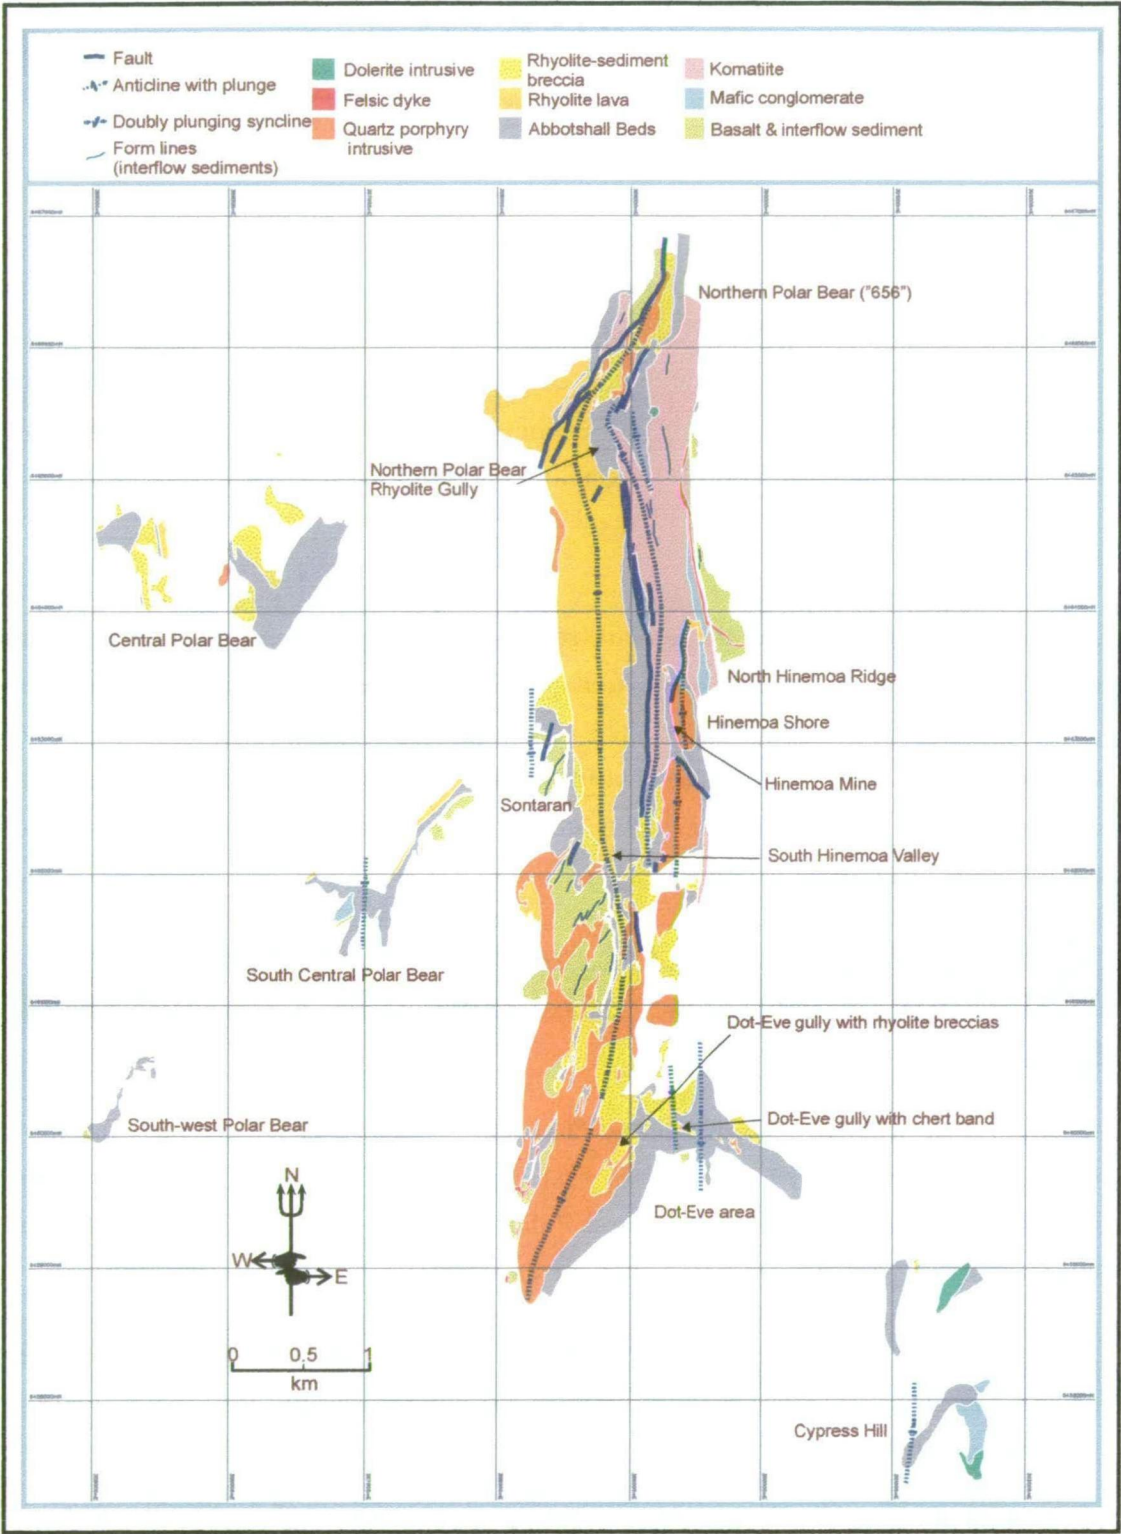 Fault
Anticline with plunge
Doubly plunging syncline
Form lines
(interflow sediments)
Dolerite intrusive
Felsic dyke
Quartz porphyry
intrusive
Rhyolite-sediment
breccia
Rhyolite lava
Abbotshall Beds
Komatiite
Mafic conglomerate
Basalt & interflow sediment
Northern Polar Bear ("656")
Northern Polar Bear
Rhyolite Gully
Central Polar Bear
North Hinemoa Ridge
Hinemoa Shore
Hinemoa Mine
Sontaran
South Hinemoa Valley
South Central Polar Bear
Dot-Eve gully with rhyolite breccias
South-west Polar Bear
Dot-Eve gully with chert band
Dot-Eve area
N
W
E
0 0.5 1
km
Cypress Hill